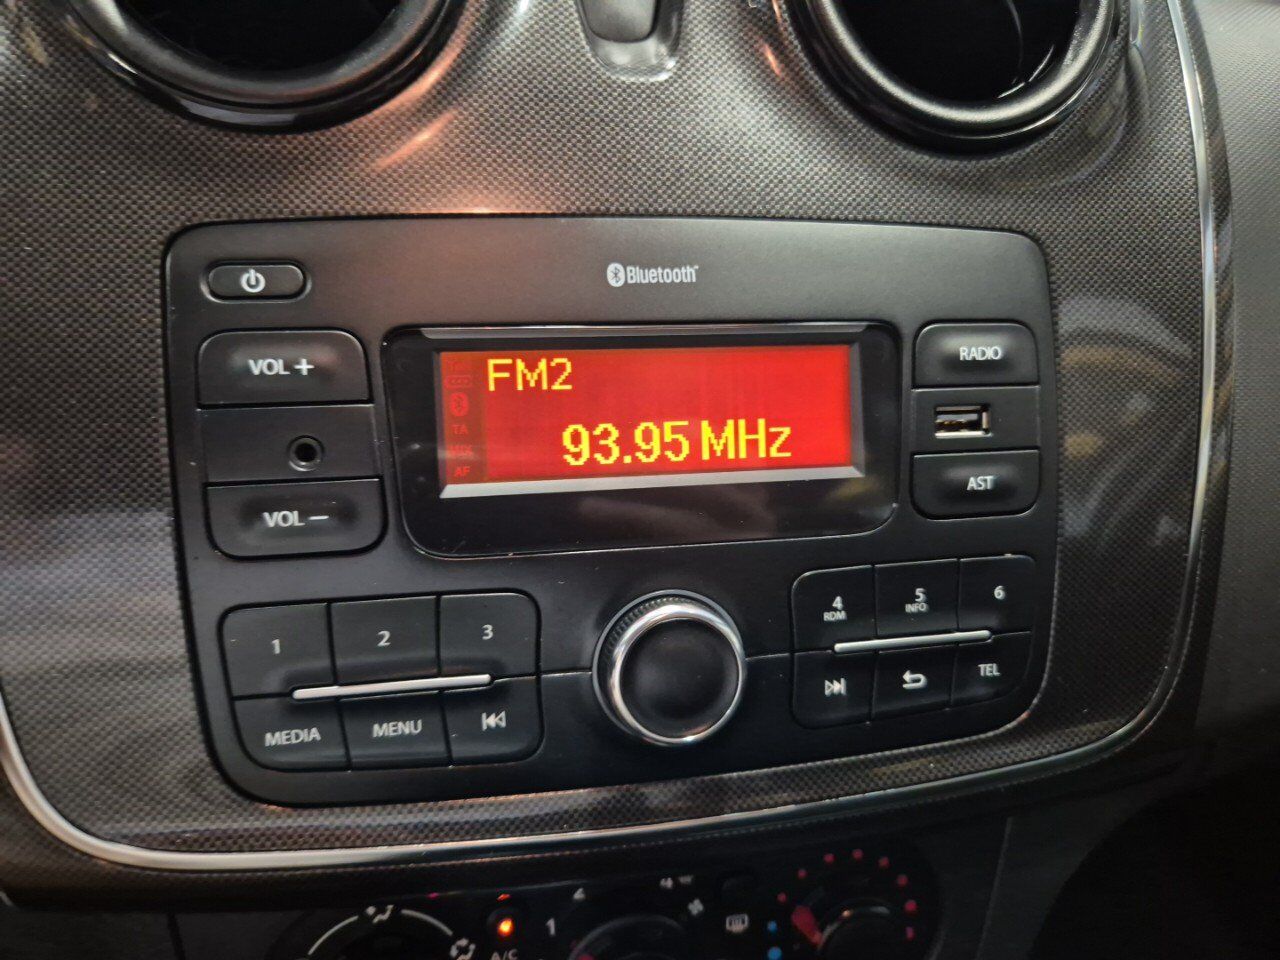 Bluetooth
VOL +
FM2
RADIO
93.95 MHz
TA
AF
VOL −
AST
1
2
3
4
RDM
5
INFO
6
MEDIA
MENU
TEL
1
A/C